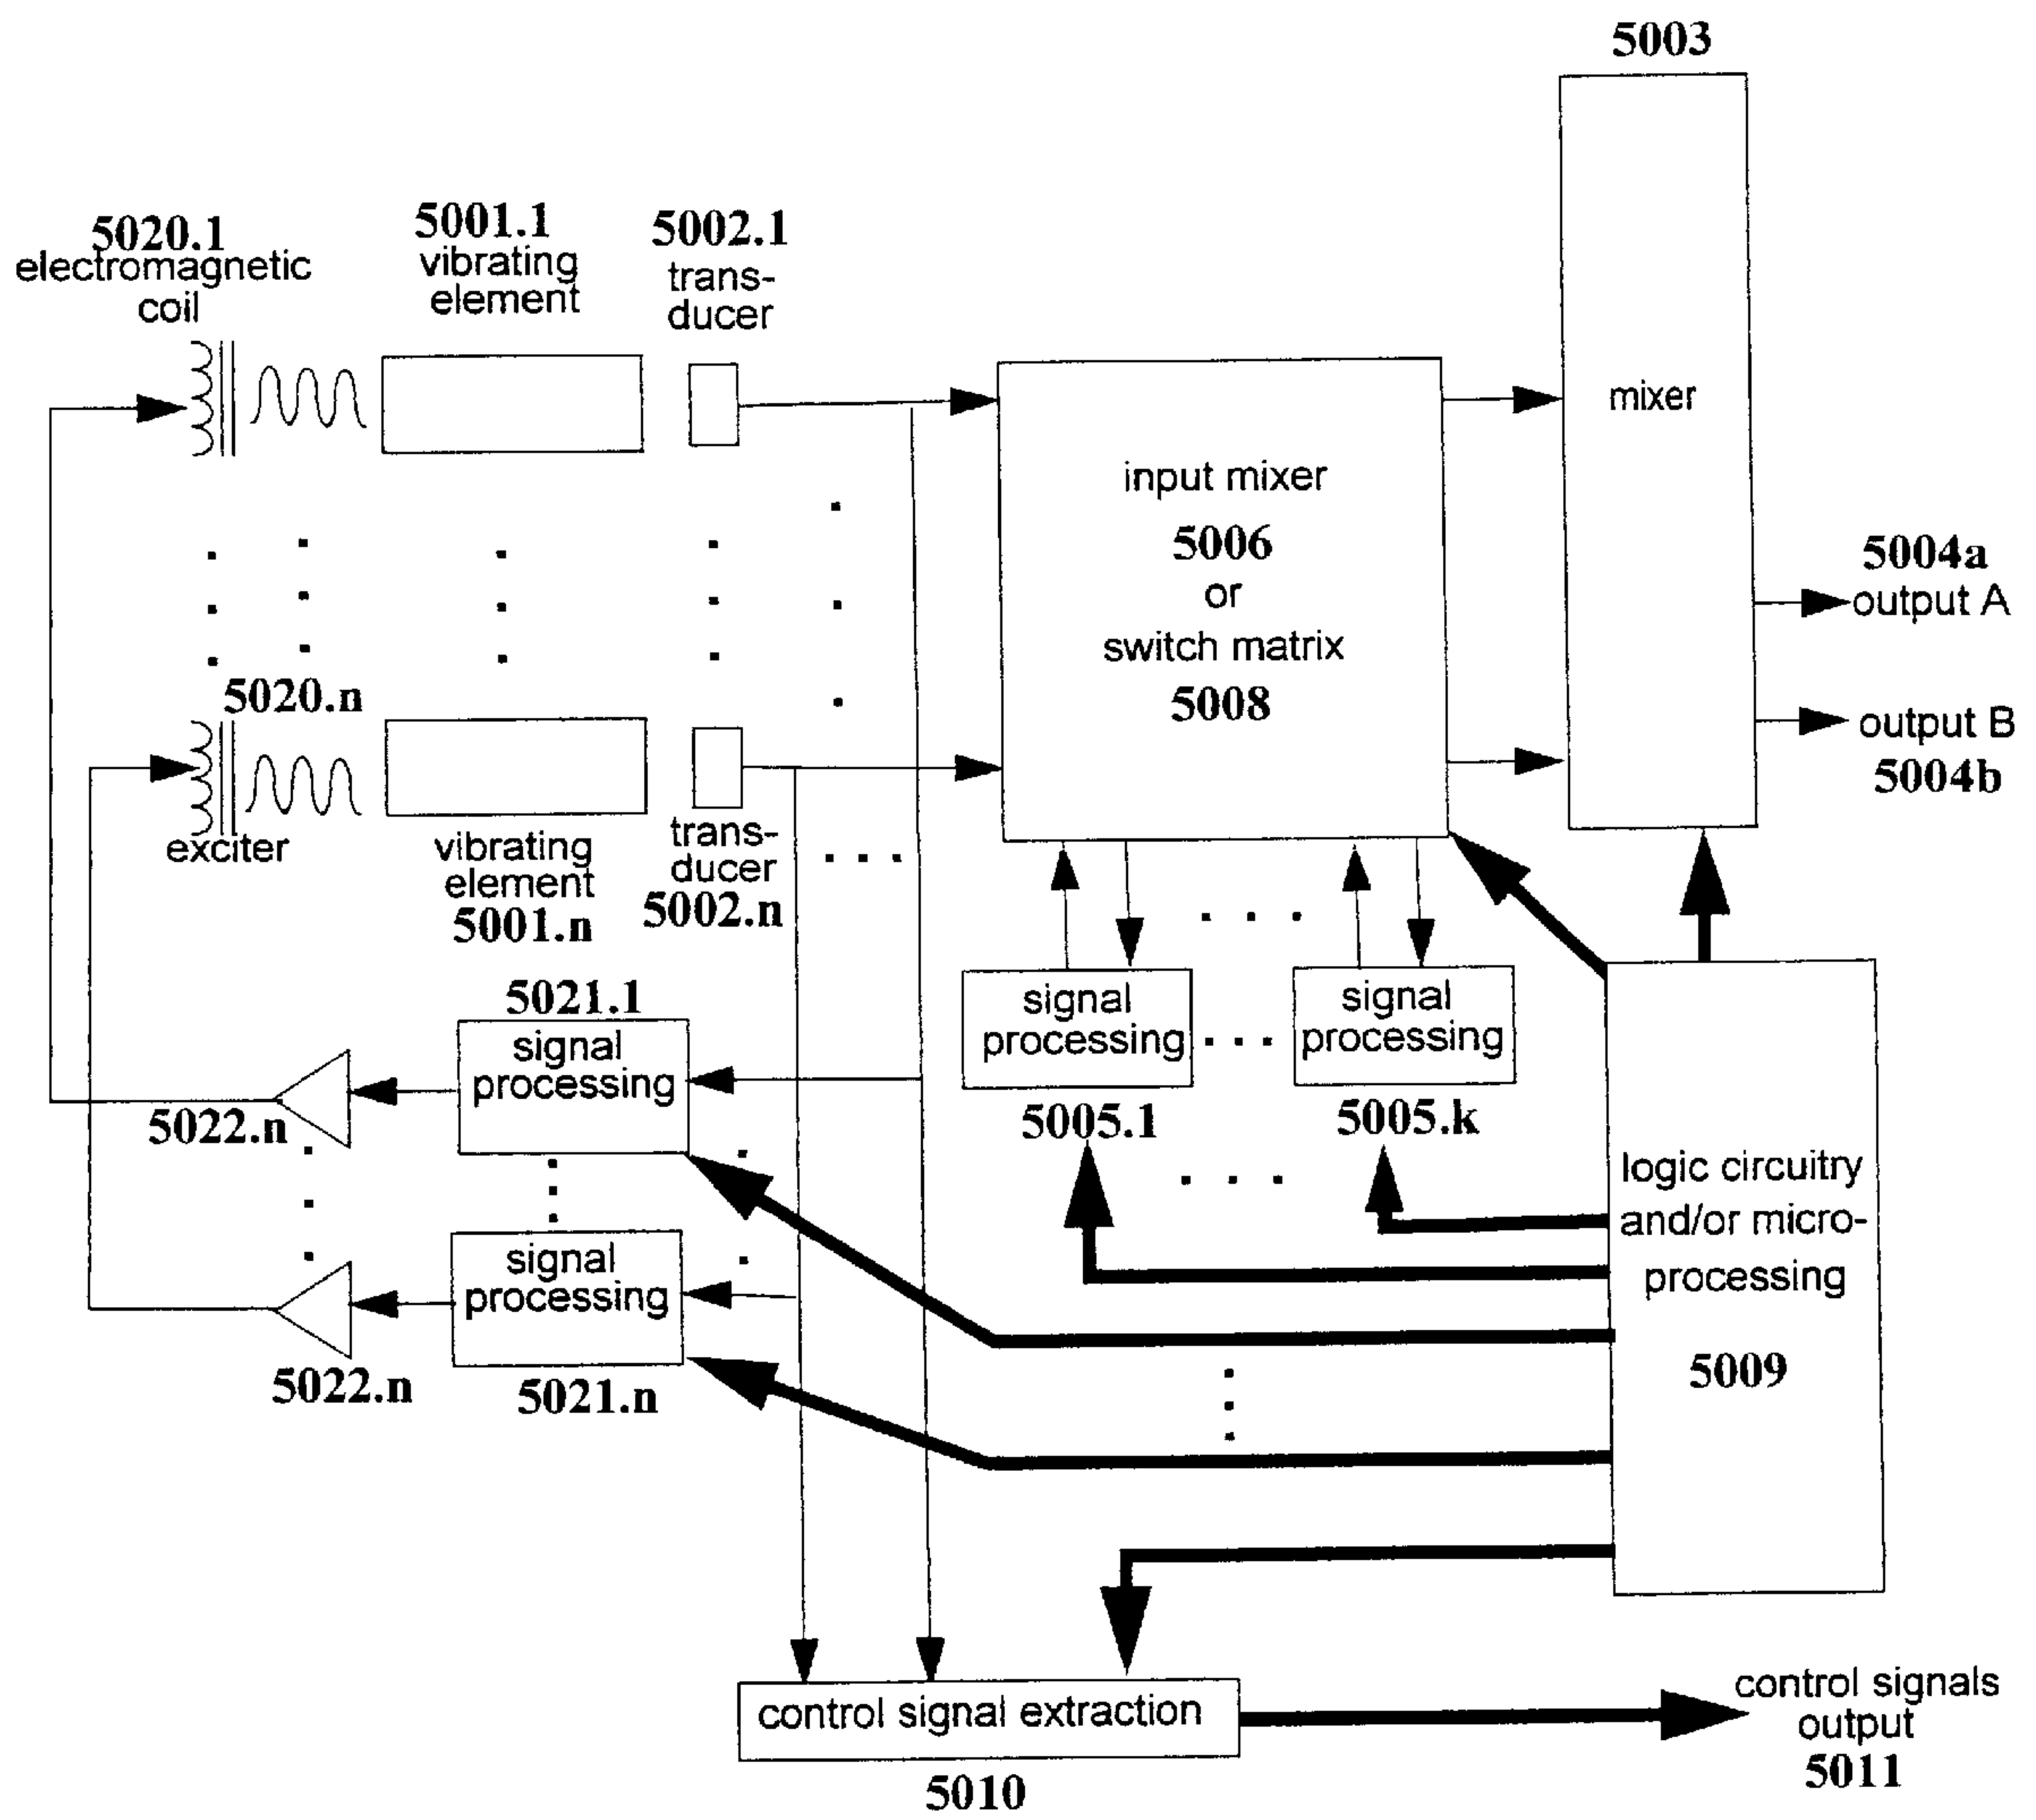 5003
5020.1
electromagnetic
coil
5001.1
vibrating
element
5002.1
trans-
ducer
mixer
input mixer
5006
or
switch matrix
5008
5004a
output A
output B
5004b
5020.n
exciter
vibrating
element
5001.n
trans-
ducer
5002.n
5021.1
signal
processing
5022.n
signal
processing
5021.n
5022.n
signal
processing
5005.1
signal
processing
5005.k
logic circuitry
and/or micro-
processing
5009
control signal extraction
5010
control signals
output
5011